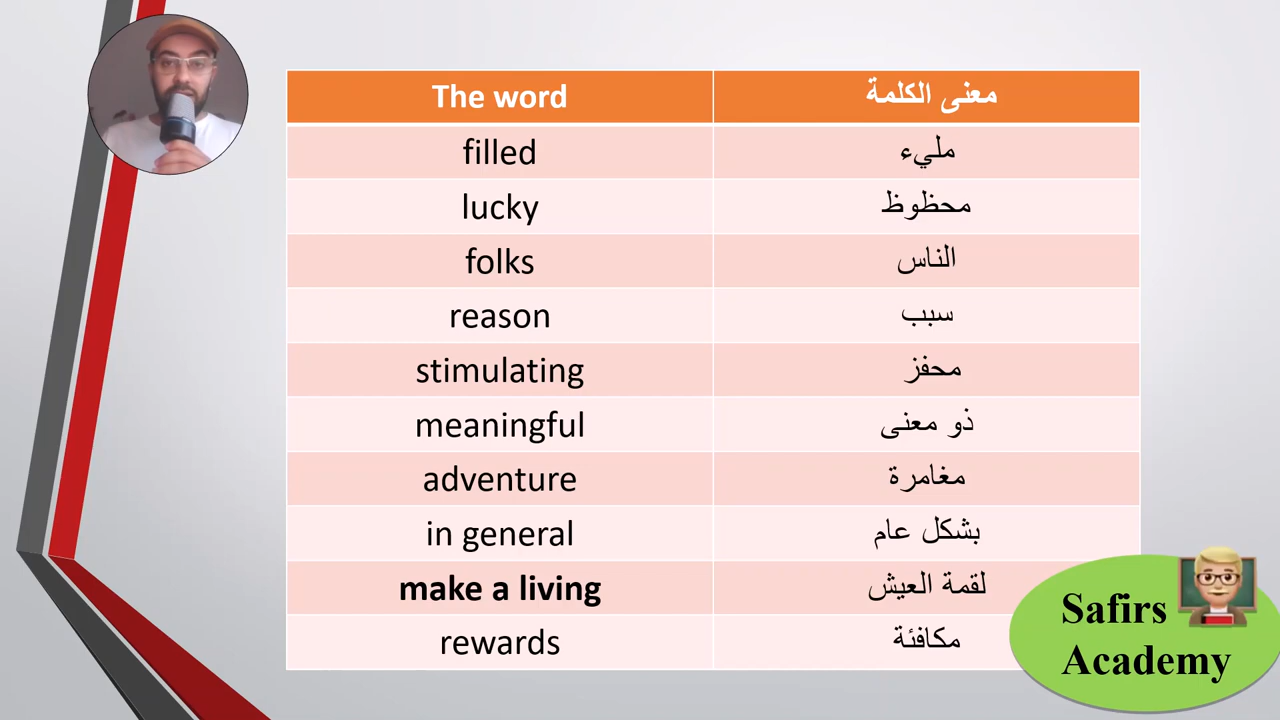 The word معنى الكلمة
filled مليء
lucky محظوظ
folks الناس
reason سبب
stimulating محفز
meaningful ذو معنى
adventure مغامرة
in general بشكل عام
make a living لقمة العيش
rewards مكافئة
Safirs
Academy